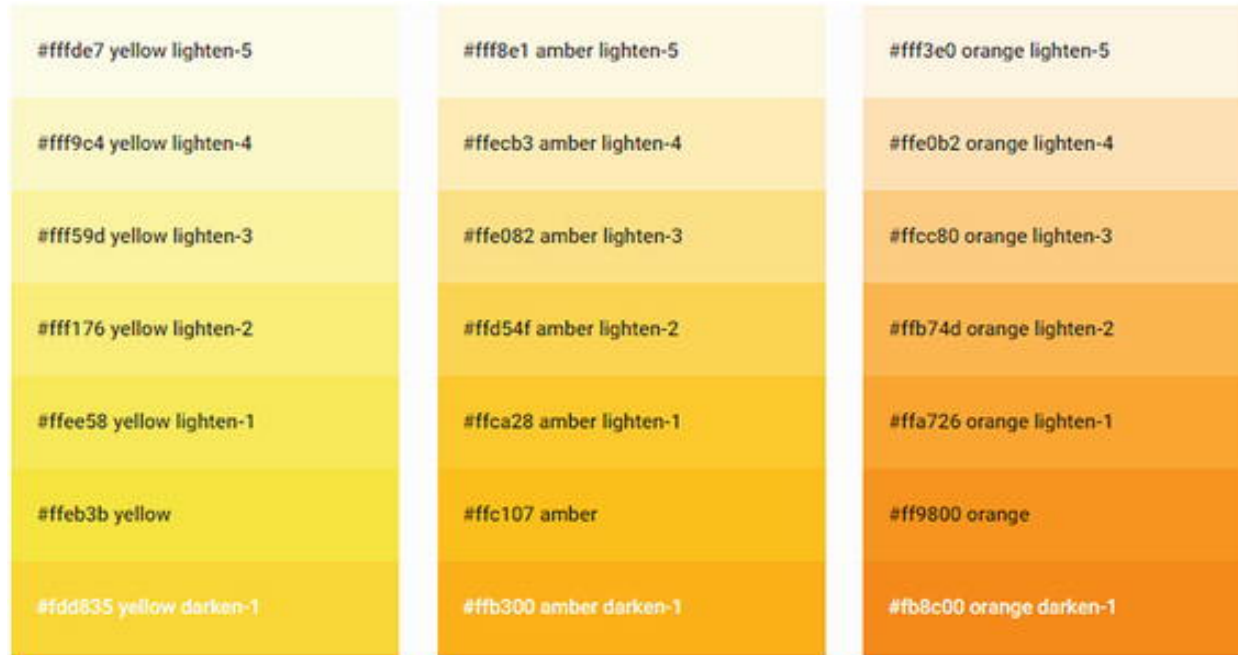 #fffde7 yellow lighten-5
#fff9c4 yellow lighten-4
#fff59d yellow lighten-3
#fff176 yellow lighten-2
#ffee58 yellow lighten-1
#ffeb3b yellow
#fdd835 yellow darken-1
#fff8e1 amber lighten-5
#ffecb3 amber lighten-4
#ffe082 amber lighten-3
#ffd54f amber lighten-2
#ffca28 amber lighten-1
#ffc107 amber
#ffb300 amber darken-1
#fff3e0 orange lighten-5
#ffe0b2 orange lighten-4
#ffcc80 orange lighten-3
#ffb74d orange lighten-2
#ffa726 orange lighten-1
#ff9800 orange
#fb8c00 orange darken-1